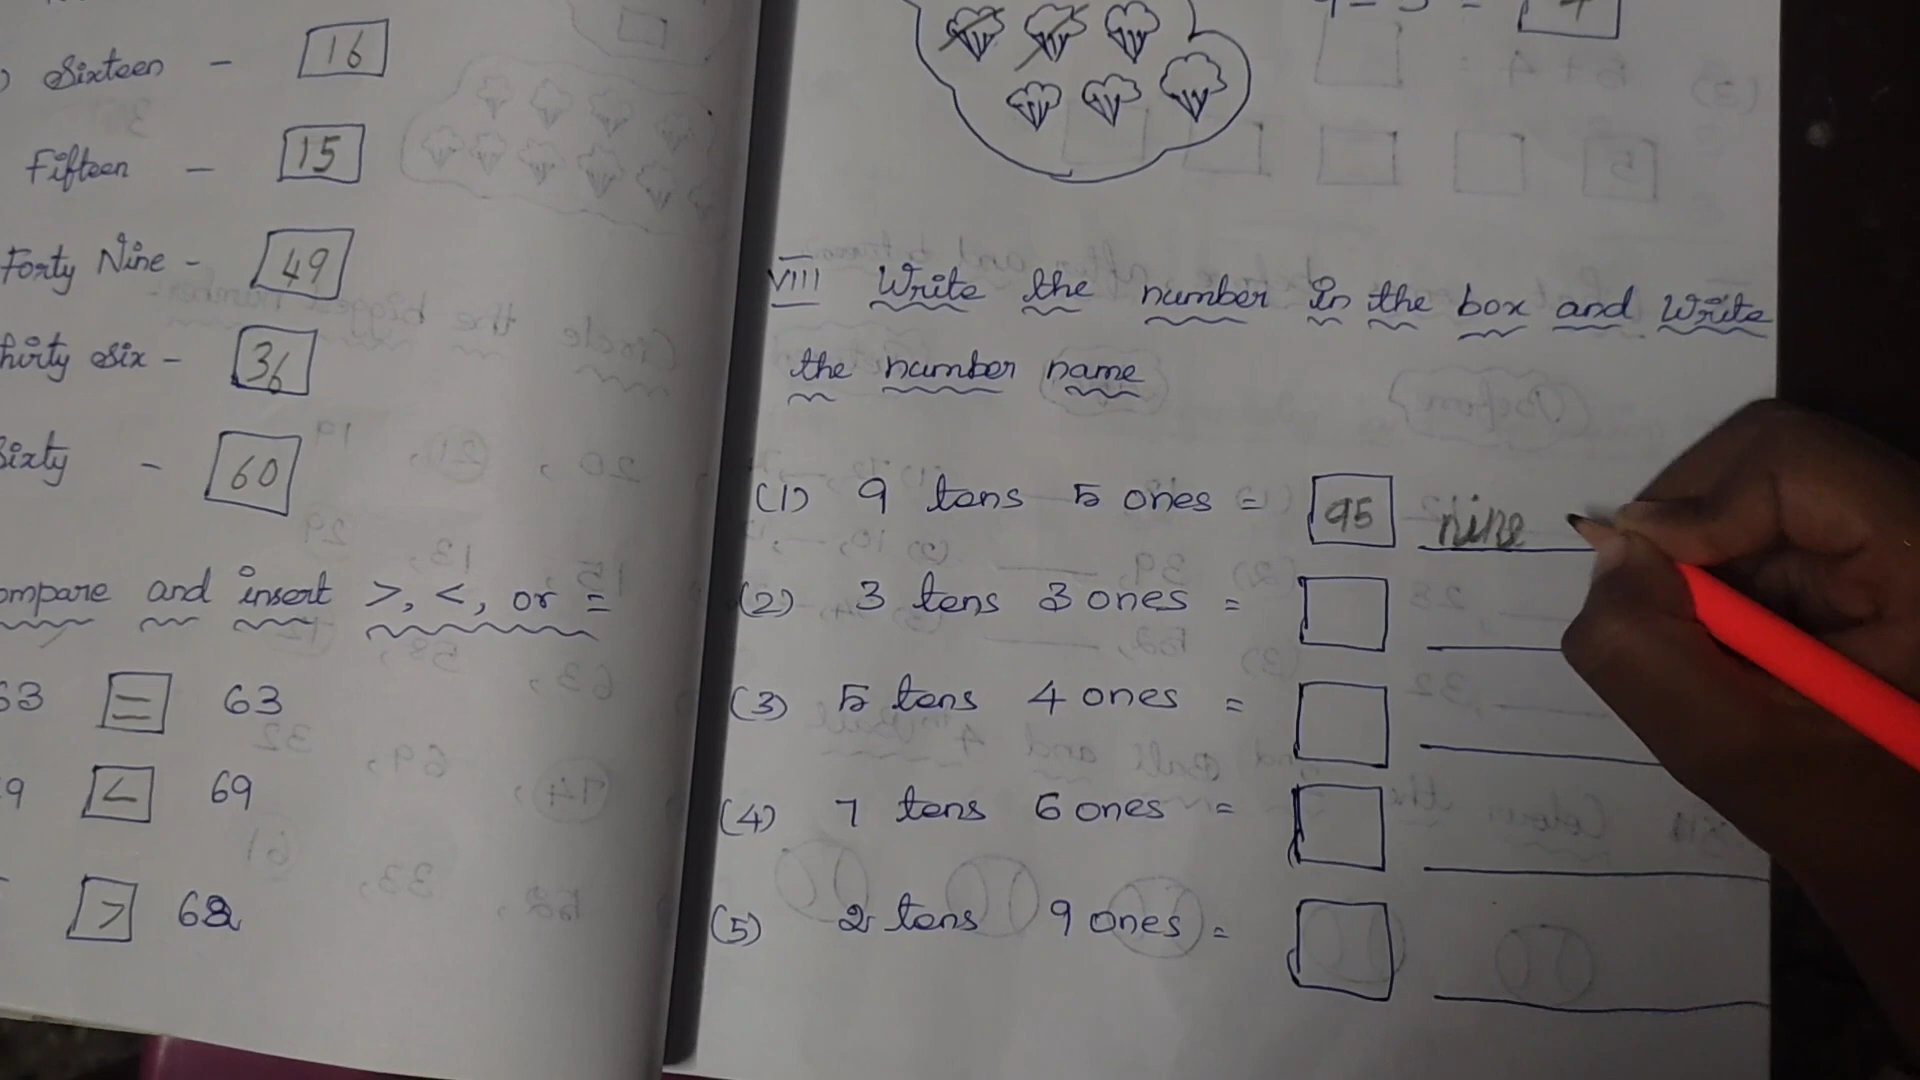 Sixteen - 16
Fifteen - 15
Forty Nine - 49
hirty Six - 36
Sixty - 60
ompare and insert >, <, or =
63 = 63
9 < 69
> 62
VIII Write the number in the box and write
the number name
(1) 9 tens 5 ones = 95 nine
(2) 3 tens 3 ones =
(3) 5 tens 4 ones =
(4) 7 tens 6 ones =
(5) 2 tens 9 ones =